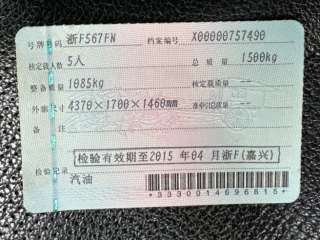 号牌号码 浙F567FN 档案编号 X00000757490
核定载人数 5人 总质量 1500kg
整备质量 1085kg 核定载质量 --
外廓尺寸 4370×1700×1460mm 准牵引总质量 --
备注
检验有效期至2015 年 04 月浙F(嘉兴)
检验记录
汽油
*3330014696815*